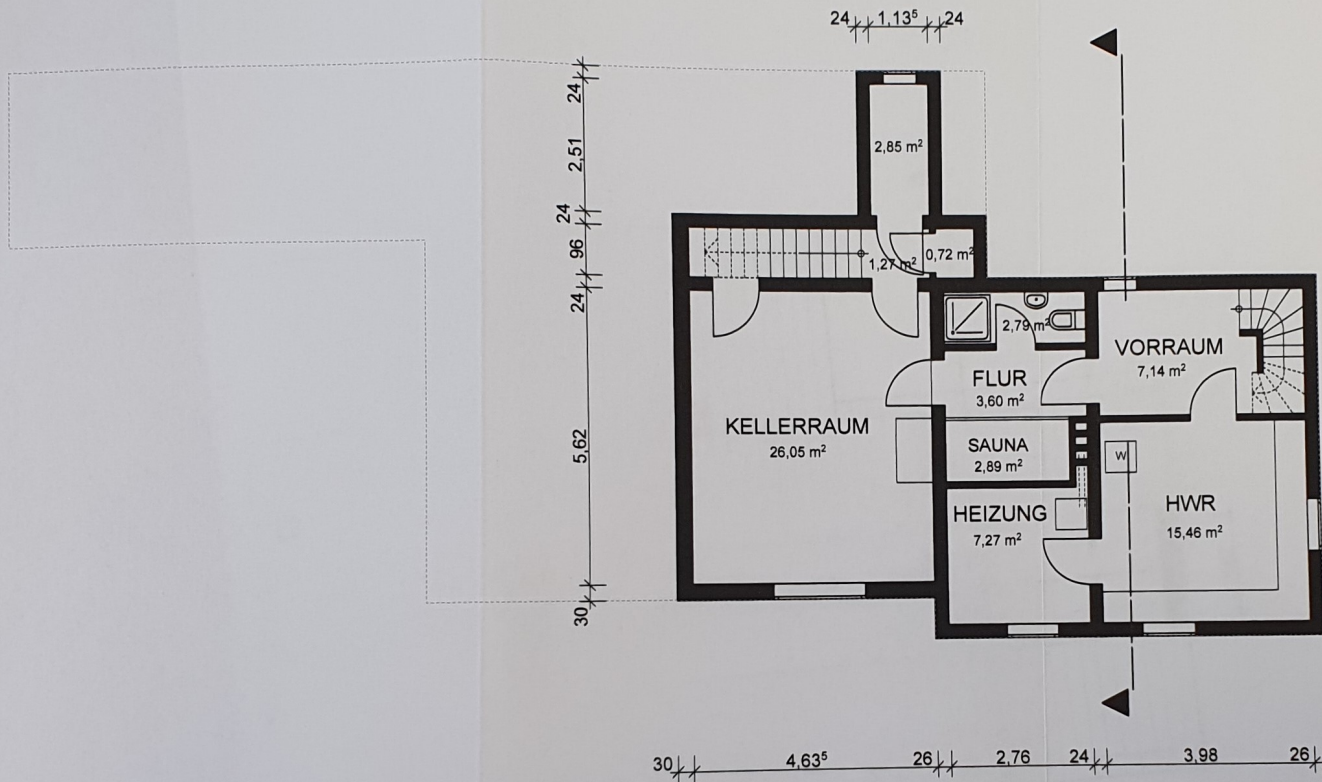 24 1,13⁵ 24
24
2,51
24
96
24
5,62
30
2,85 m²
1,27 m²
0,72 m²
2,79 m²
VORRAUM
7,14 m²
FLUR
3,60 m²
KELLERRAUM
26,05 m²
SAUNA
2,89 m²
W
HEIZUNG
7,27 m²
HWR
15,46 m²
30 4,63⁵ 26 2,76 24 3,98 26